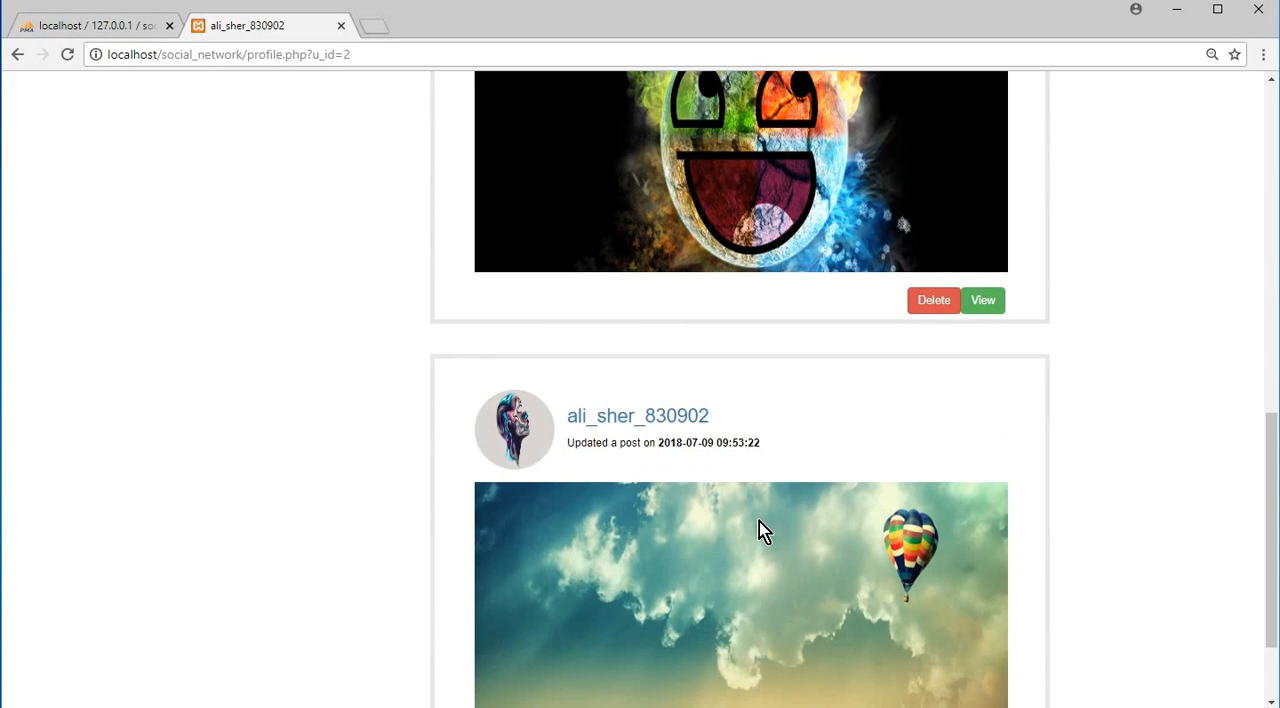 localhost / 127.0.0.1 / soc
ali_sher_830902
localhost/social_network/profile.php?u_id=2
Delete View
ali_sher_830902
Updated a post on 2018-07-09 09:53:22